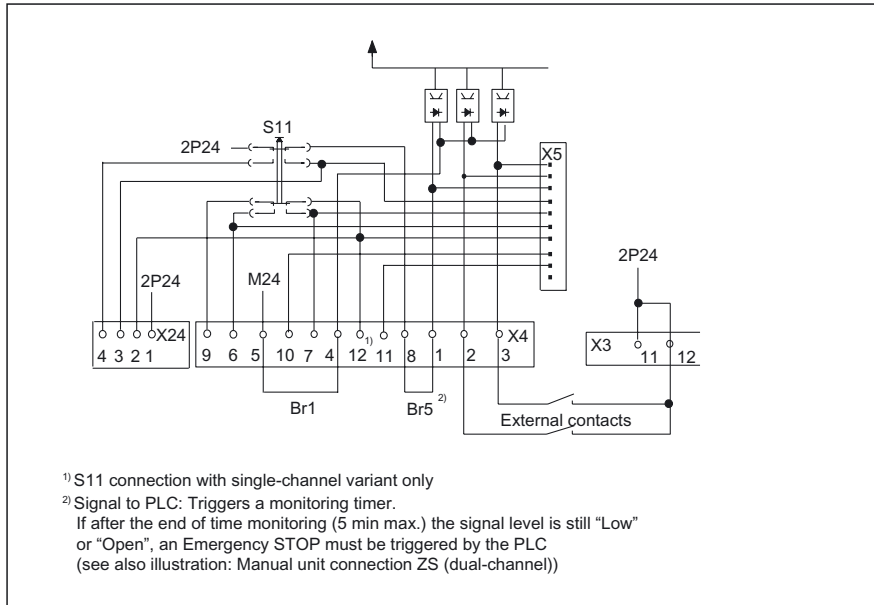 S11
2P24
X5
2P24
2P24
M24
X24
4 3 2 1
X4
9 6 5 10 7 4 12 1) 11 8 1 2 3
X3 11 12
Br1
Br5 2)
External contacts
1) S11 connection with single-channel variant only
2) Signal to PLC: Triggers a monitoring timer.
If after the end of time monitoring (5 min max.) the signal level is still “Low”
or “Open”, an Emergency STOP must be triggered by the PLC
(see also illustration: Manual unit connection ZS (dual-channel))